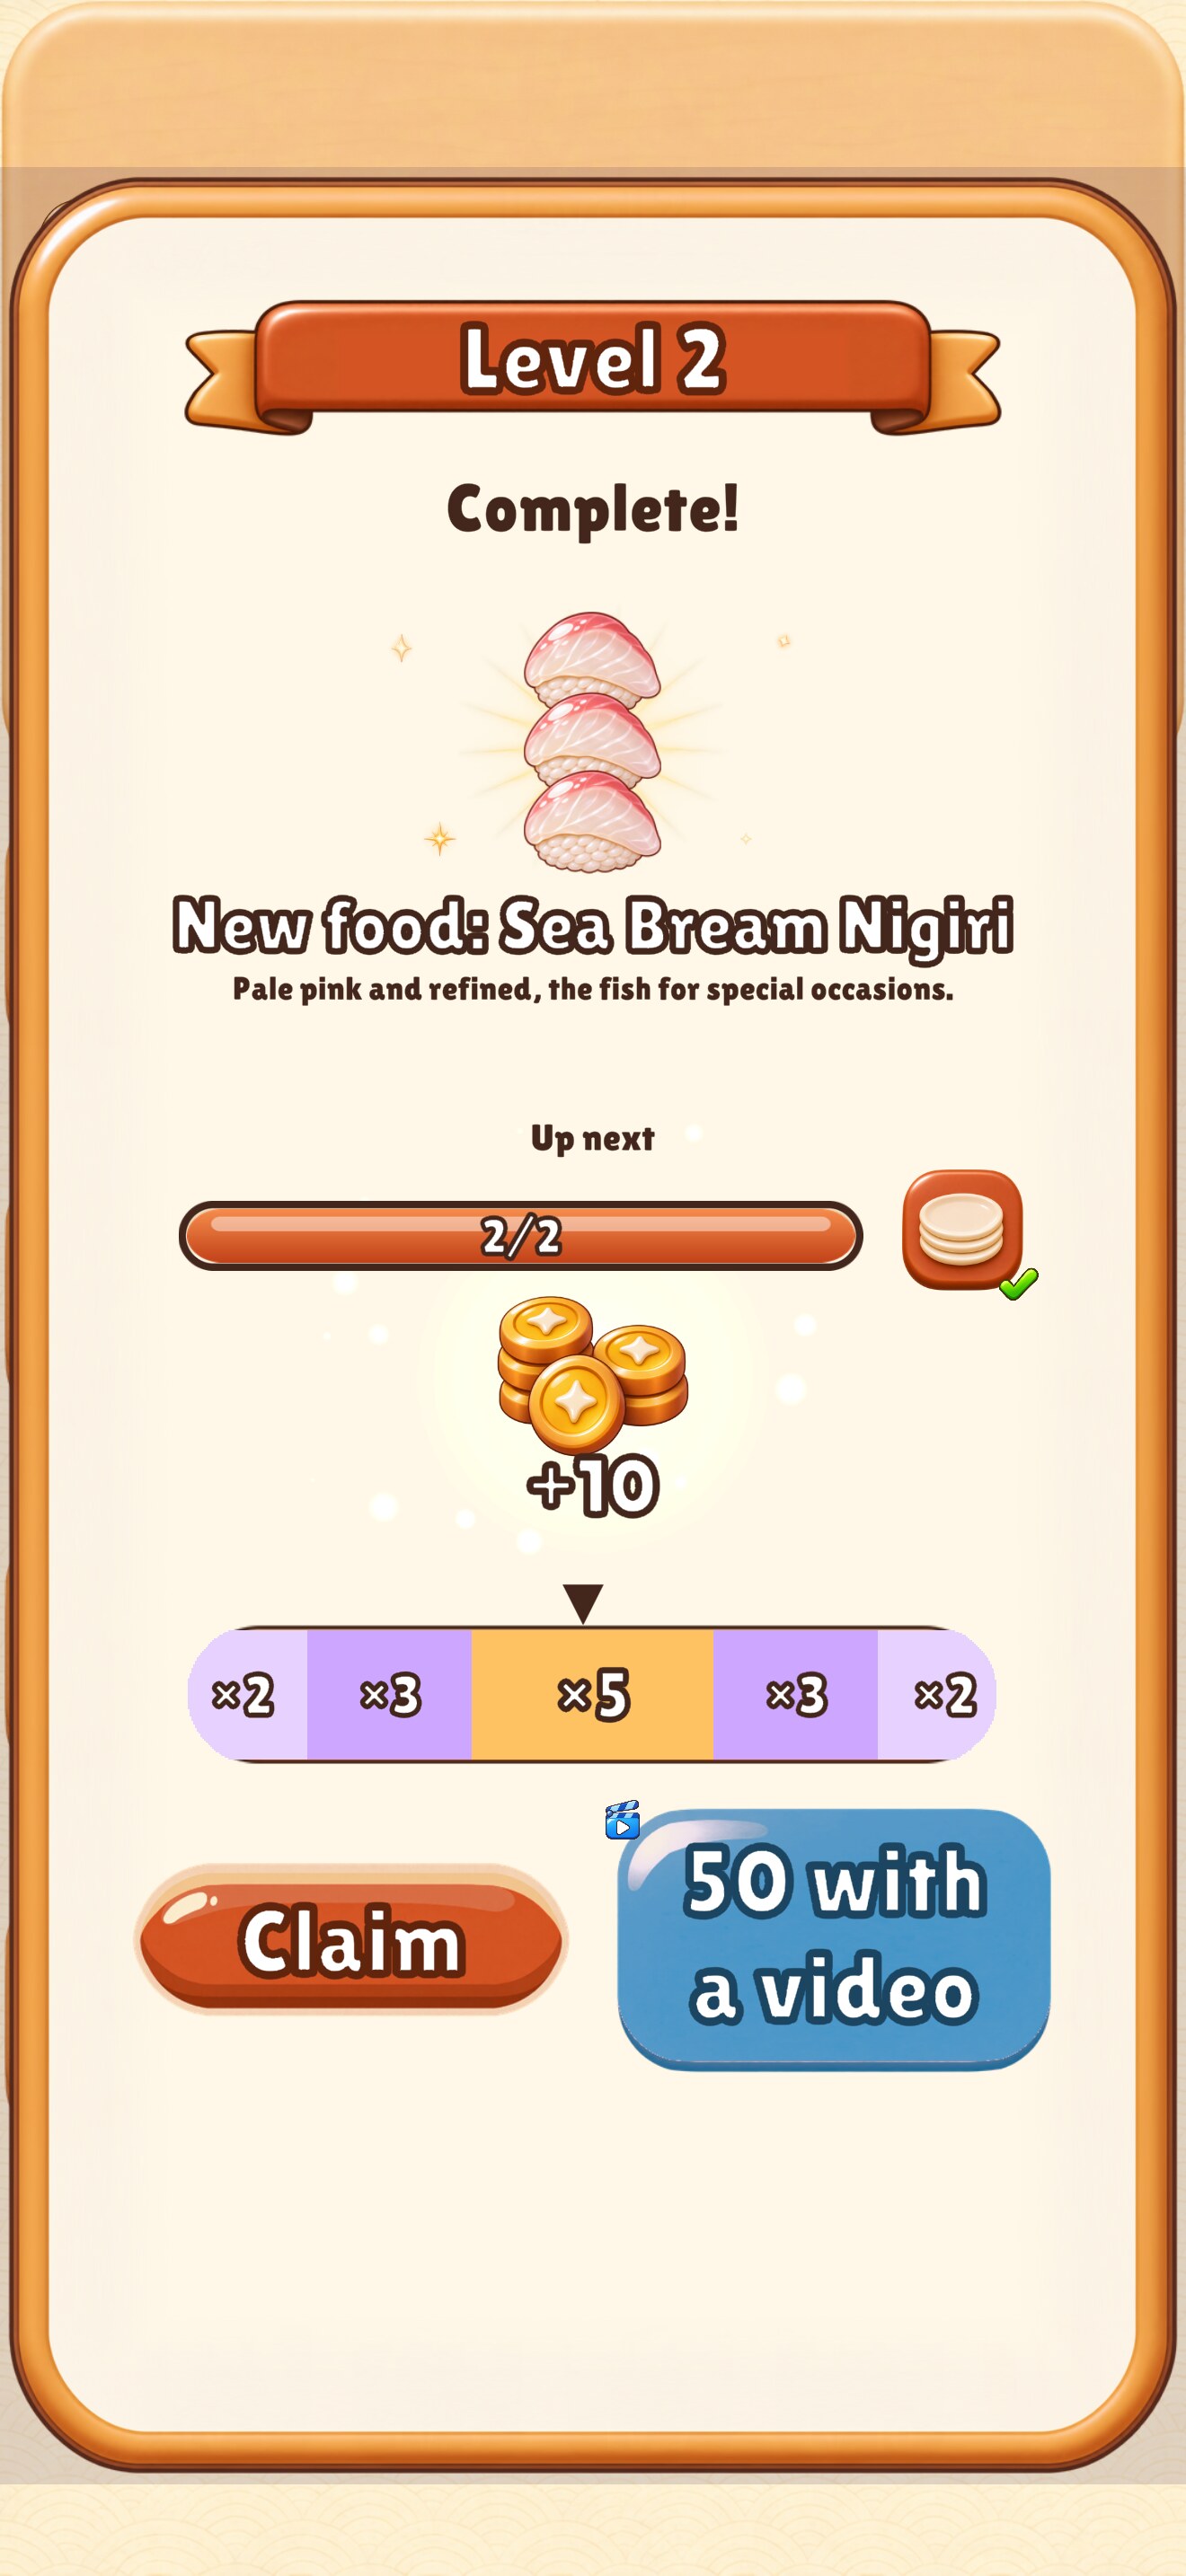 Level 2
Complete!
New food: Sea Bream Nigiri
Pale pink and refined, the fish for special occasions.
Up next
2/2
+10
×2 ×3 ×5 ×3 ×2
Claim
50 with
a video